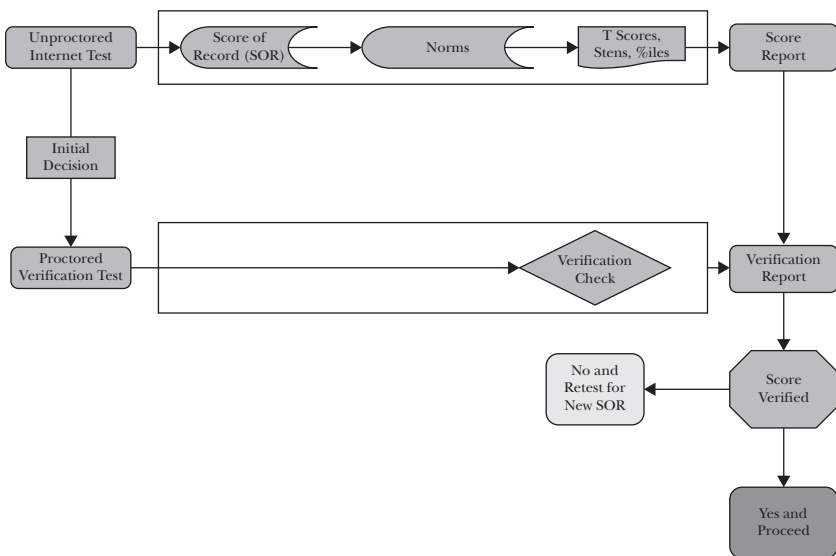 Unproctored
Internet Test
Score of
Record (SOR)
Norms
T Scores,
Stens, %iles
Score
Report
Initial
Decision
Proctored
Verification Test
Verification
Check
Verification
Report
No and
Retest for
New SOR
Score
Verified
Yes and
Proceed